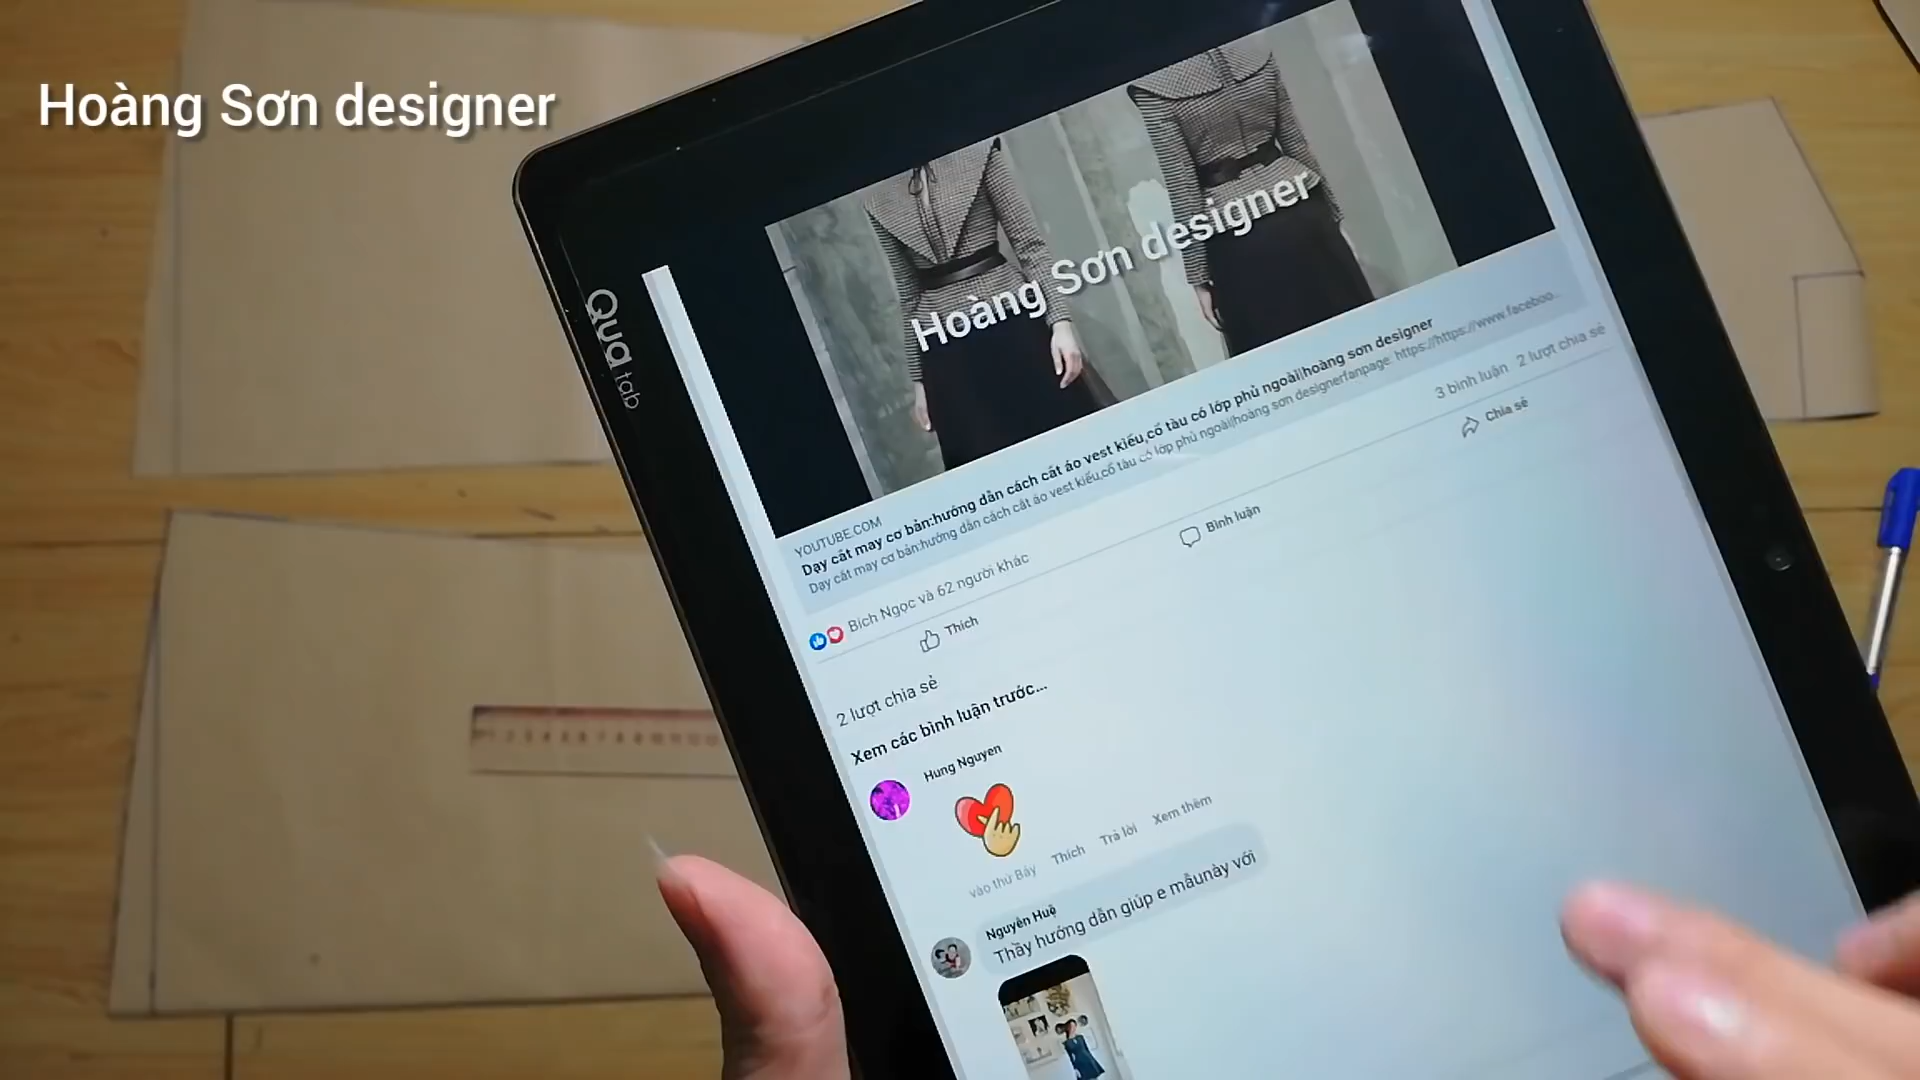 Hoàng Sơn designer
Qua tab
Hoàng Sơn designer
YOUTUBE.COM
Dạy cắt may cơ bản:hướng dẫn cách cắt áo vest kiểu,cổ tàu có lớp phủ ngoài|hoàng sơn designer
Dạy cắt may cơ bản:hướng dẫn cách cắt áo vest kiểu,cổ tàu có lớp phủ ngoài|hoàng sơn designerfanpage: https://https://www.faceboo...
Bích Ngọc và 62 người khác
3 bình luận 2 lượt chia sẻ
Thích
Bình luận
Chia sẻ
2 lượt chia sẻ
Xem các bình luận trước...
Hung Nguyen
vào thứ Bảy Thích Trả lời Xem thêm
Nguyên Huệ
Thầy hướng dẫn giúp e mẫunày với